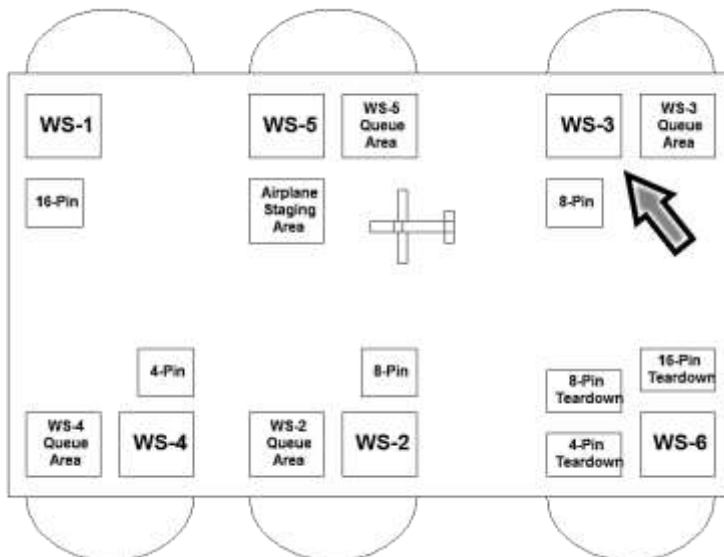 WS-1
WS-5
WS-5
Queue
Area
WS-3
WS-3
Queue
Area
16-Pin
Airplane
Staging
Area
8-Pin
4-Pin
8-Pin
8-Pin
Teardown
16-Pin
Teardown
WS-4
Queue
Area
WS-4
WS-2
Queue
Area
WS-2
4-Pin
Teardown
WS-6